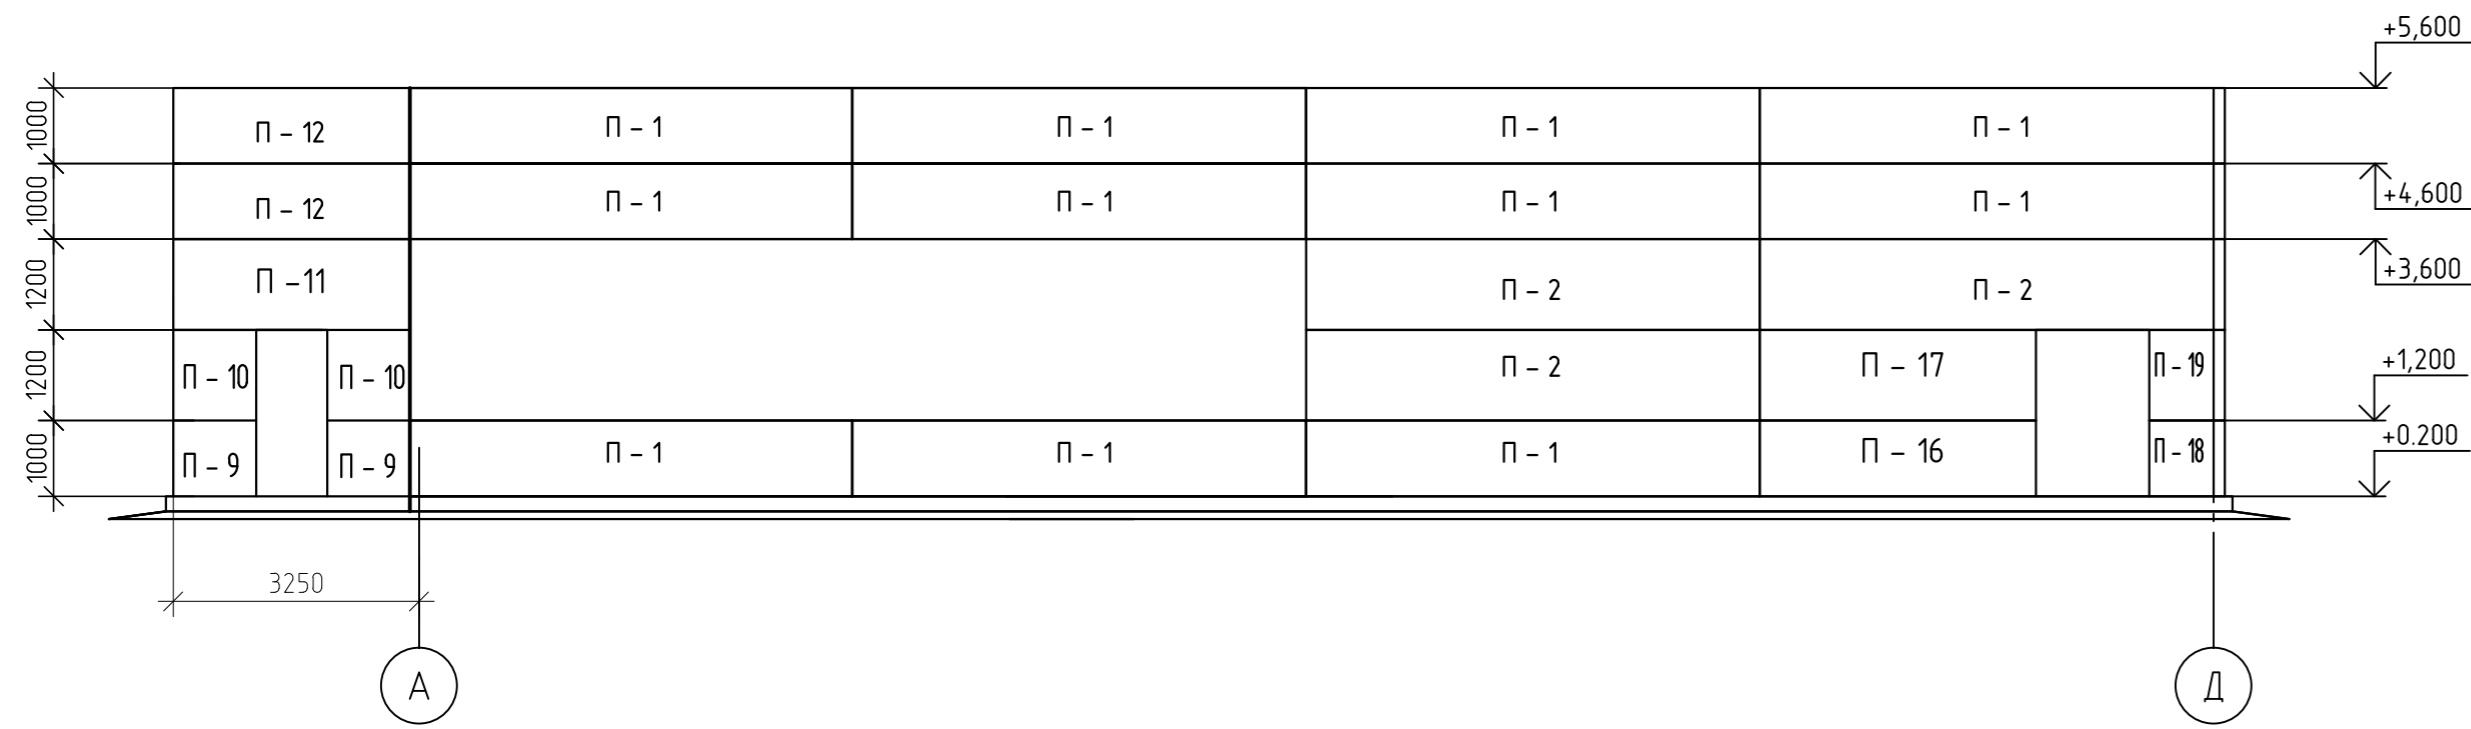 +5,600
1000
П - 12 П - 1 П - 1 П - 1 П - 1
1000
П - 12 П - 1 П - 1 П - 1 П - 1
+4,600
1200
П -11 П - 2 П - 2
+3,600
1200
П - 10 П - 10 П - 2 П - 17 П - 19
+1,200
1000
П - 9 П - 9 П - 1 П - 1 П - 1 П - 16 П - 18
+0.200
3250
А
Д